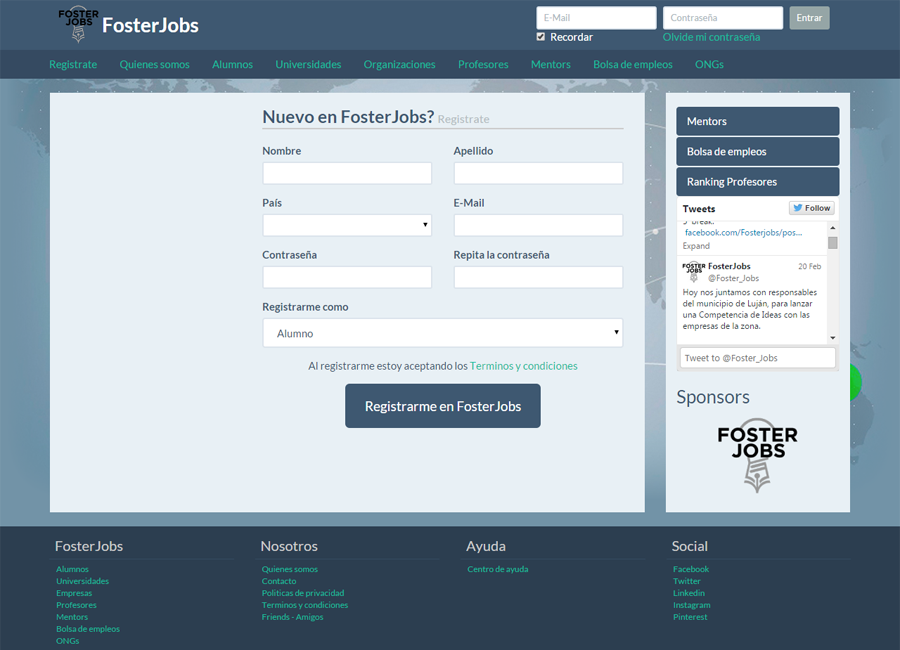 FOSTER
JOBS
FosterJobs
E-Mail
Contraseña
Entrar
Recordar
Olvide mi contraseña
Registrate
Quienes somos
Alumnos
Universidades
Organizaciones
Profesores
Mentors
Bolsa de empleos
ONGs
Nuevo en FosterJobs? Registrate
Nombre
Apellido
País
E-Mail
Contraseña
Repita la contraseña
Registrarme como
Alumno
Al registrarme estoy aceptando los Terminos y condiciones
Registrarme en FosterJobs
Mentors
Bolsa de empleos
Ranking Profesores
Tweets
Follow
facebook.com/Fosterjobs/pos...
Expand
FOSTER
JOBS
FosterJobs
20 Feb
@Foster_Jobs
Hoy nos juntamos con responsables
del municipio de Luján, para lanzar
una Competencia de Ideas con las
empresas de la zona.
Tweet to @Foster_Jobs
Sponsors
FOSTER
JOBS
FosterJobs
Alumnos
Universidades
Empresas
Profesores
Mentors
Bolsa de empleos
ONGs
Nosotros
Quienes somos
Contacto
Politicas de privacidad
Terminos y condiciones
Friends - Amigos
Ayuda
Centro de ayuda
Social
Facebook
Twitter
Linkedin
Instagram
Pinterest